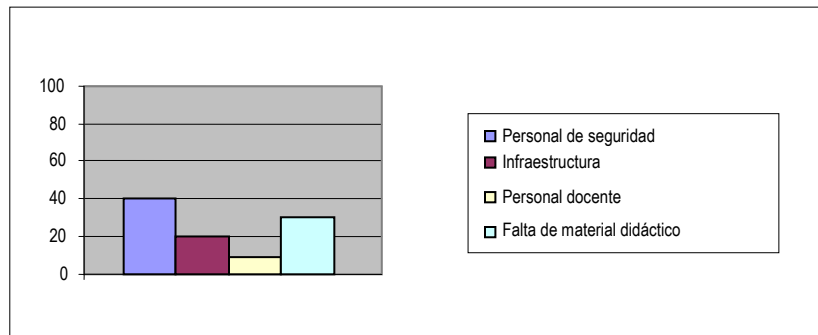 100
80
60
40
20
0
Personal de seguridad
Infraestructura
Personal docente
Falta de material didáctico